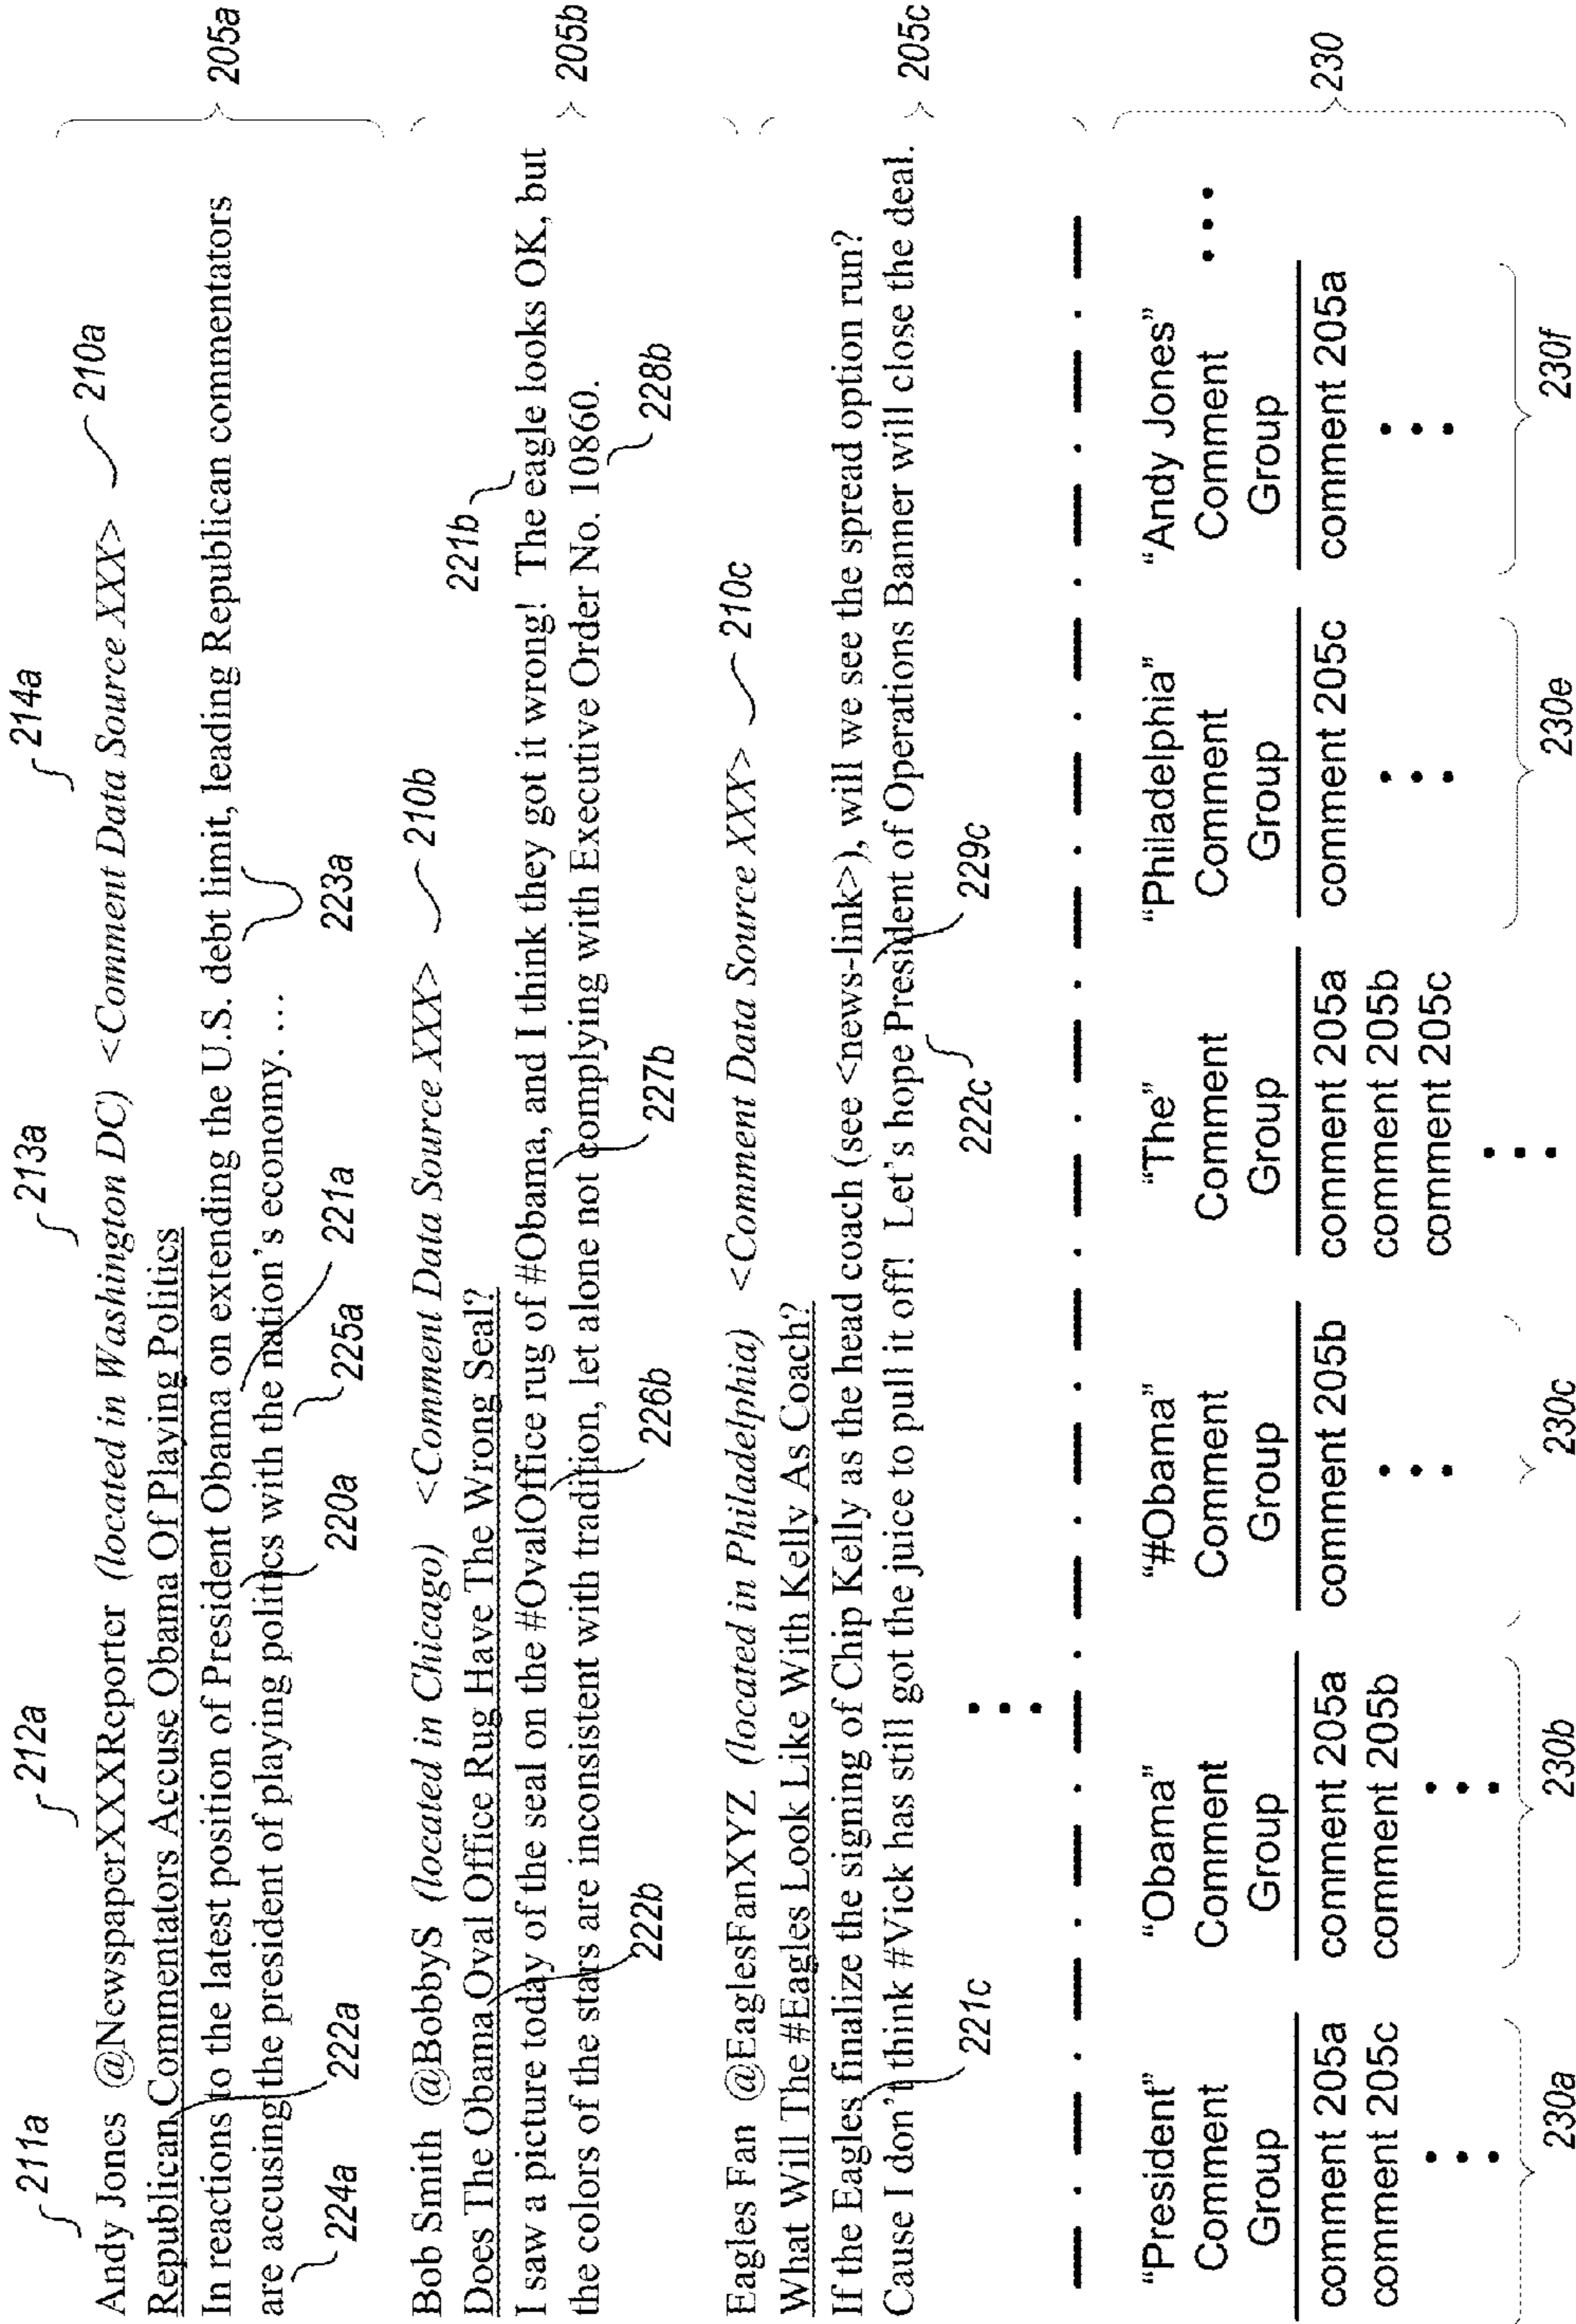 211a 212a 213a 214a
Andy Jones @NewspaperXXXReporter (located in Washington DC) <Comment Data Source XXX> 210a
Republican Commentators Accuse Obama Of Playing Politics
In reactions to the latest position of President Obama on extending the U.S. debt limit, leading Republican commentators
are accusing the president of playing politics with the nation's economy. …
205a
224a 222a 220a 225a 221a 223a
Bob Smith @BobbyS (located in Chicago) <Comment Data Source XXX> 210b
Does The Obama Oval Office Rug Have The Wrong Seal?
221b
I saw a picture today of the seal on the #OvalOffice rug of #Obama, and I think they got it wrong! The eagle looks OK, but
the colors of the stars are inconsistent with tradition, let alone not complying with Executive Order No. 10860.
205b
222b 226b 227b 228b
Eagles Fan @EaglesFanXYZ (located in Philadelphia) <Comment Data Source XXX> 210c
What Will The #Eagles Look Like With Kelly As Coach?
If the Eagles finalize the signing of Chip Kelly as the head coach (see <news-link>), will we see the spread option run?
Cause I don't think #Vick has still got the juice to pull it off! Let's hope President of Operations Banner will close the deal.
205c
221c 222c 229c
"President" "Obama" "#Obama" "The" "Philadelphia" "Andy Jones"
Comment Comment Comment Comment Comment Comment
Group Group Group Group Group Group
comment 205a comment 205a comment 205b comment 205a comment 205c comment 205a
comment 205c comment 205b comment 205b
comment 205c
230
230a 230b 230c 230e 230f